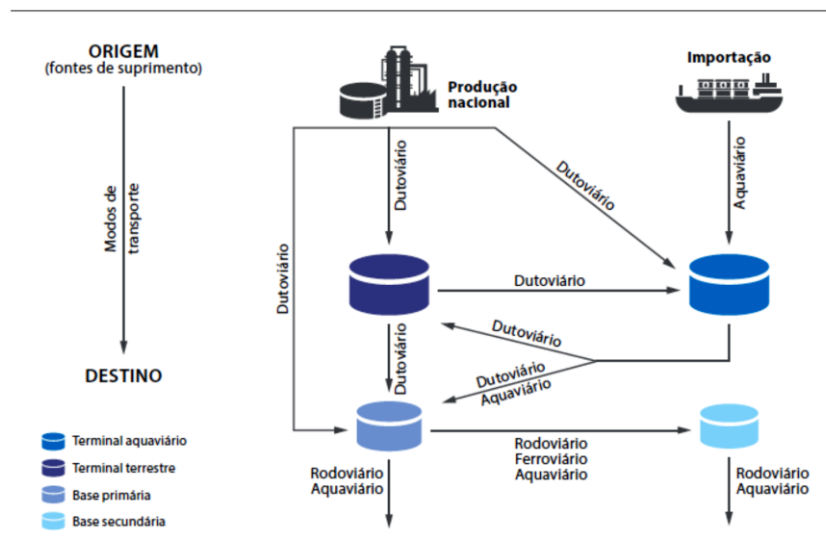 ORIGEM
(fontes de suprimento)
Modos de
transporte
DESTINO
Produção
nacional
Importação
Dutoviário
Dutoviário
Dutoviário
Aquaviário
Dutoviário
Dutoviário
Dutoviário
Dutoviário
Aquaviário
Rodoviário
Ferroviário
Aquaviário
Rodoviário
Aquaviário
Rodoviário
Aquaviário
Terminal aquaviário
Terminal terrestre
Base primária
Base secundária